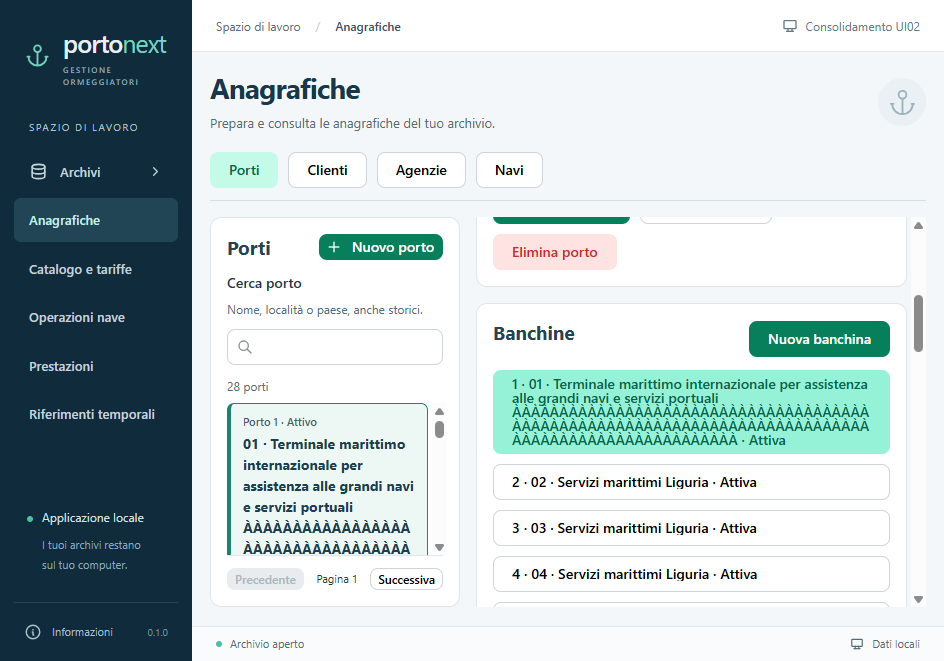 portonext
GESTIONE
ORMEGGIATORI
SPAZIO DI LAVORO
Archivi
Anagrafiche
Catalogo e tariffe
Operazioni nave
Prestazioni
Riferimenti temporali
Applicazione locale
I tuoi archivi restano
sul tuo computer.
Informazioni 0.1.0
Spazio di lavoro / Anagrafiche
Consolidamento UI02
Anagrafiche
Prepara e consulta le anagrafiche del tuo archivio.
Porti Clienti Agenzie Navi
Porti
+ Nuovo porto
Cerca porto
Nome, località o paese, anche storici.
28 porti
Porto 1 · Attivo
01 · Terminale marittimo
internazionale per
assistenza alle grandi navi
e servizi portuali
ÀÀÀÀÀÀÀÀÀÀÀÀÀÀÀÀÀ
ÀÀÀÀÀÀÀÀÀÀÀÀÀÀÀÀÀ
Precedente Pagina 1 Successiva
Elimina porto
Banchine
Nuova banchina
1 · 01 · Terminale marittimo internazionale per assistenza
alle grandi navi e servizi portuali
ÀÀÀÀÀÀÀÀÀÀÀÀÀÀÀÀÀÀÀÀÀÀÀÀÀÀÀÀÀÀÀÀÀÀÀÀ
ÀÀÀÀÀÀÀÀÀÀÀÀÀÀÀÀÀÀÀÀÀÀÀÀÀÀÀÀÀÀÀÀÀÀÀÀ
ÀÀÀÀÀÀÀÀÀÀÀÀÀÀÀÀÀÀÀÀÀÀÀ · Attiva
2 · 02 · Servizi marittimi Liguria · Attiva
3 · 03 · Servizi marittimi Liguria · Attiva
4 · 04 · Servizi marittimi Liguria · Attiva
Archivio aperto
Dati locali